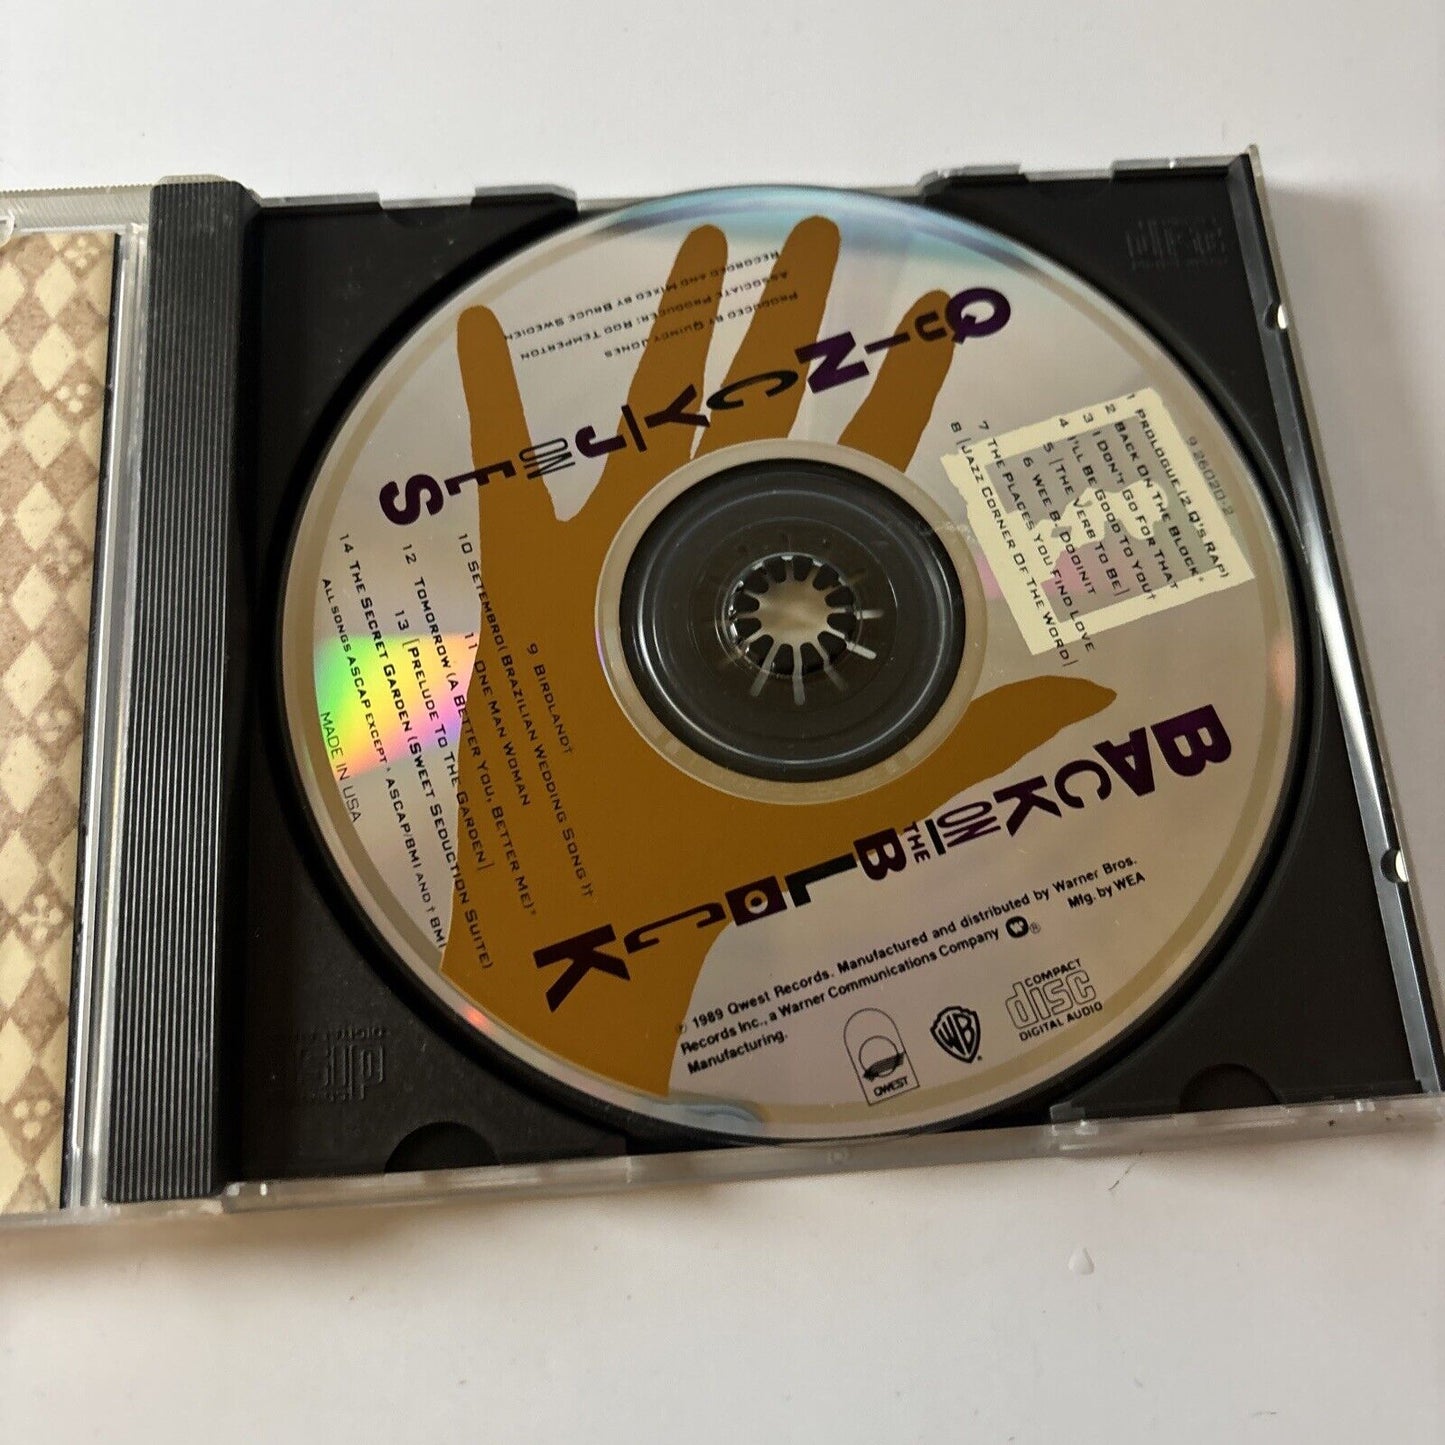 QUINCY JONES
PRODUCED BY QUINCY JONES
ASSOCIATE PRODUCER: ROD TEMPERTON
RECORDED AND MIXED BY BRUCE SWEDIEN
9 26020-2
1 PROLOGUE (2 Q'S RAP)
2 BACK ON THE BLOCK*
3 I DON'T GO FOR THAT
4 I'LL BE GOOD TO YOU†
5 [THE VERB TO BE]
6 WEE B. DOOINIT
7 THE PLACES YOU FIND LOVE
8 [JAZZ CORNER OF THE WORD]
9 BIRDLAND†
10 SETEMBRO( BRAZILIAN WEDDING SONG )†
11 ONE MAN WOMAN
12 TOMORROW (A BETTER YOU, BETTER ME)*
13 [PRELUDE TO THE GARDEN]
14 THE SECRET GARDEN (SWEET SEDUCTION SUITE)
ALL SONGS ASCAP EXCEPT * ASCAP/BMI AND † BMI
MADE IN USA
BACK ON THE BLOCK
℗ 1989 Qwest Records. Manufactured and distributed by Warner Bros.
Records Inc., a Warner Communications Company ®
Mfg. by WEA
Manufacturing.
QWEST
WB
COMPACT
disc
DIGITAL AUDIO